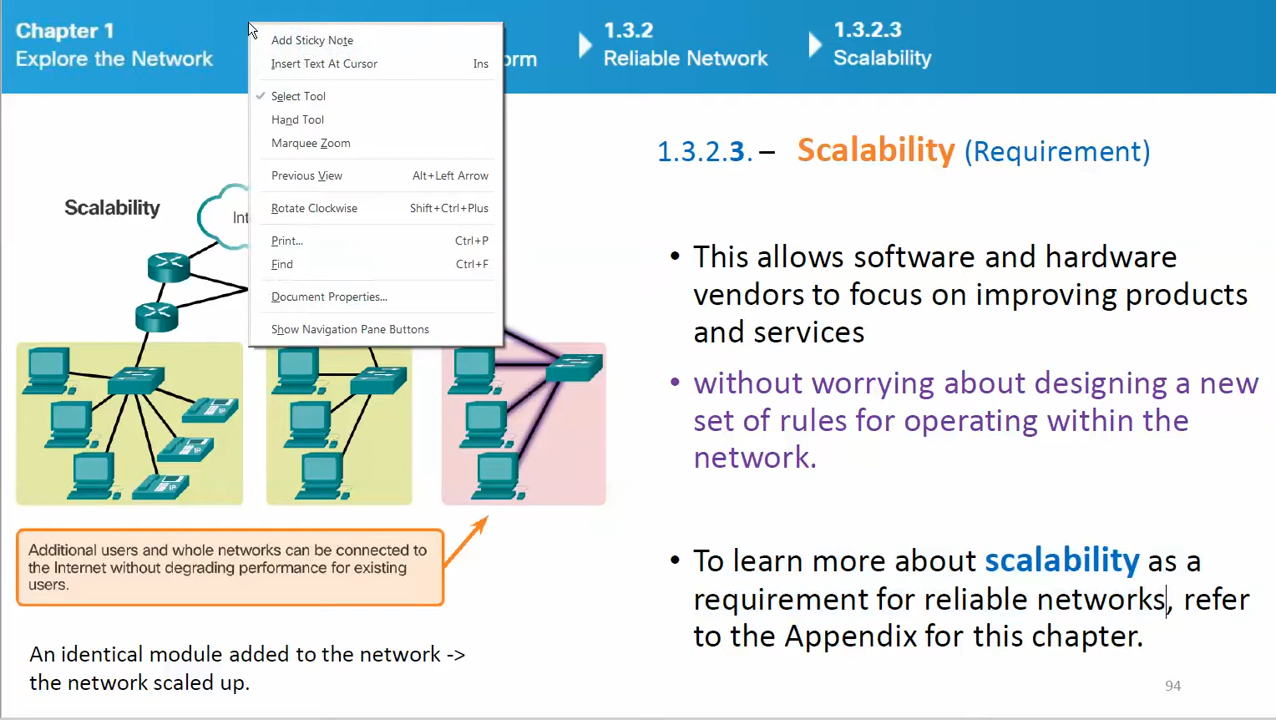 Chapter 1
Explore the Network
orm
1.3.2
Reliable Network
1.3.2.3
Scalability
Add Sticky Note
Insert Text At Cursor Ins
Select Tool
Hand Tool
Marquee Zoom
Previous View Alt+Left Arrow
Rotate Clockwise Shift+Ctrl+Plus
Print... Ctrl+P
Find Ctrl+F
Document Properties...
Show Navigation Pane Buttons
Scalability
Int
IP
IP
Additional users and whole networks can be connected to
the Internet without degrading performance for existing
users.
An identical module added to the network ->
the network scaled up.
1.3.2.3. – Scalability (Requirement)
• This allows software and hardware
vendors to focus on improving products
and services
• without worrying about designing a new
set of rules for operating within the
network.
• To learn more about scalability as a
requirement for reliable networks, refer
to the Appendix for this chapter.
94